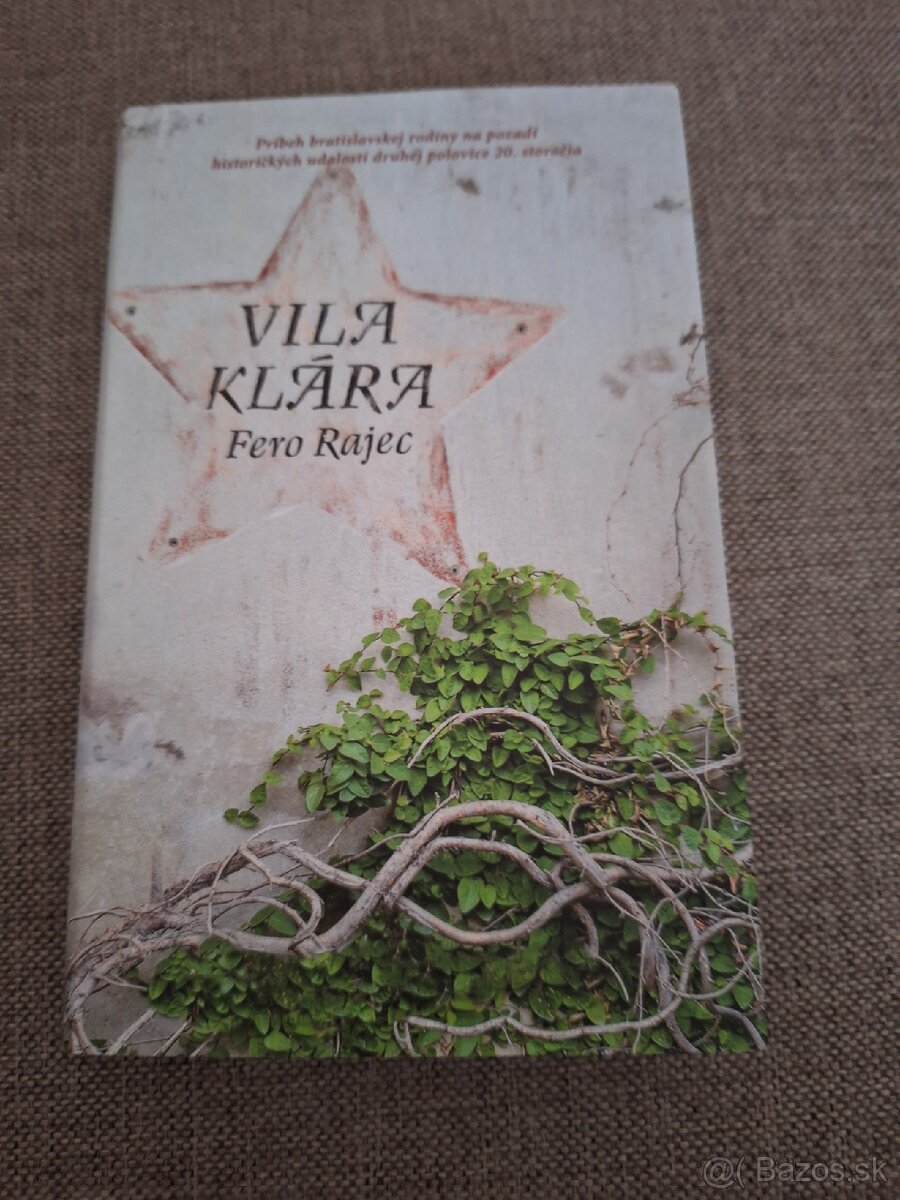 Príbeh bratislavskej rodiny na pozadí
historických udalostí druhej polovice 20. storočia
VILA
KLÁRA
Fero Rajec
@( Bazos.sk